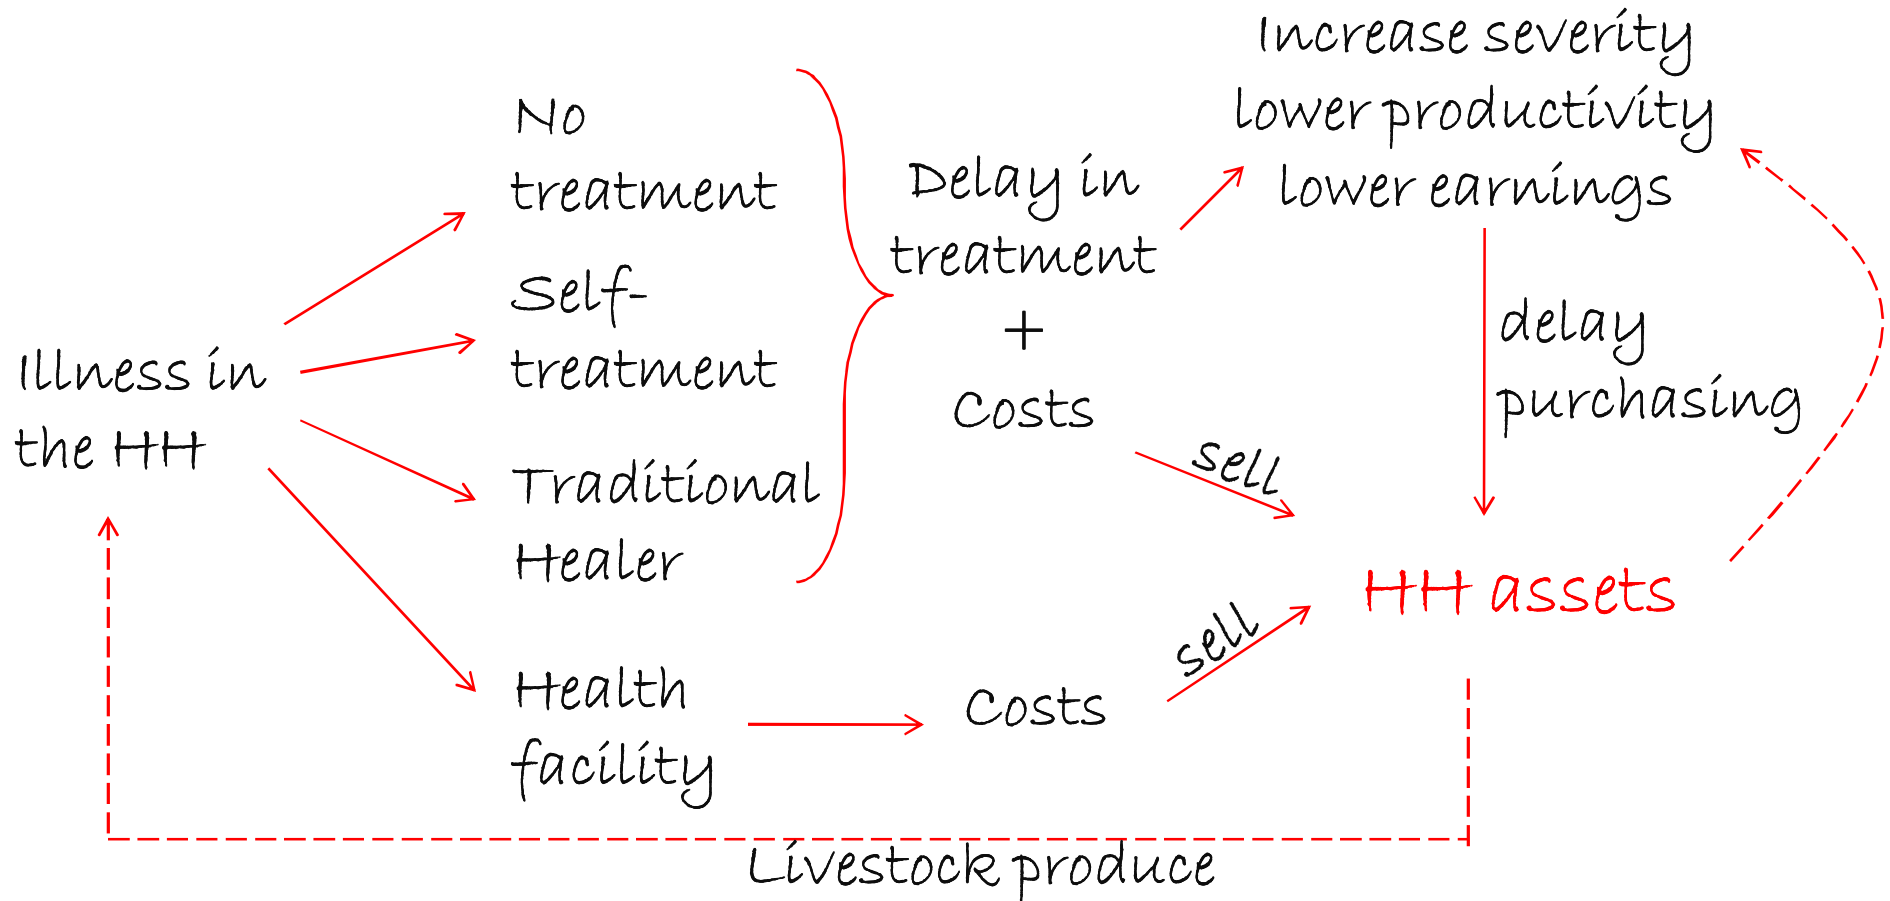 Illness in
the HH
No
treatment
Self-
treatment
Traditional
Healer
Health
facility
Delay in
treatment
+
Costs
Costs
Increase severity
lower productivity
lower earnings
delay
purchasing
sell
sell
HH assets
Livestock produce